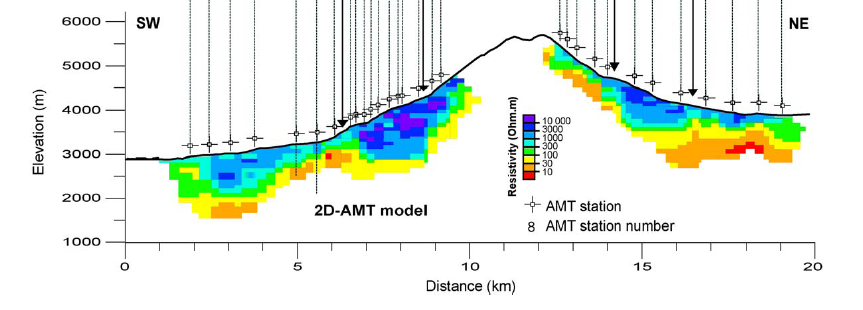 SW
NE
6000
5000
4000
3000
2000
1000
Elevation (m)
Resistivity (Ohm.m)
10 000
3000
1000
300
100
30
10
2D-AMT model
AMT station
8 AMT station number
0
5
10
15
20
Distance (km)